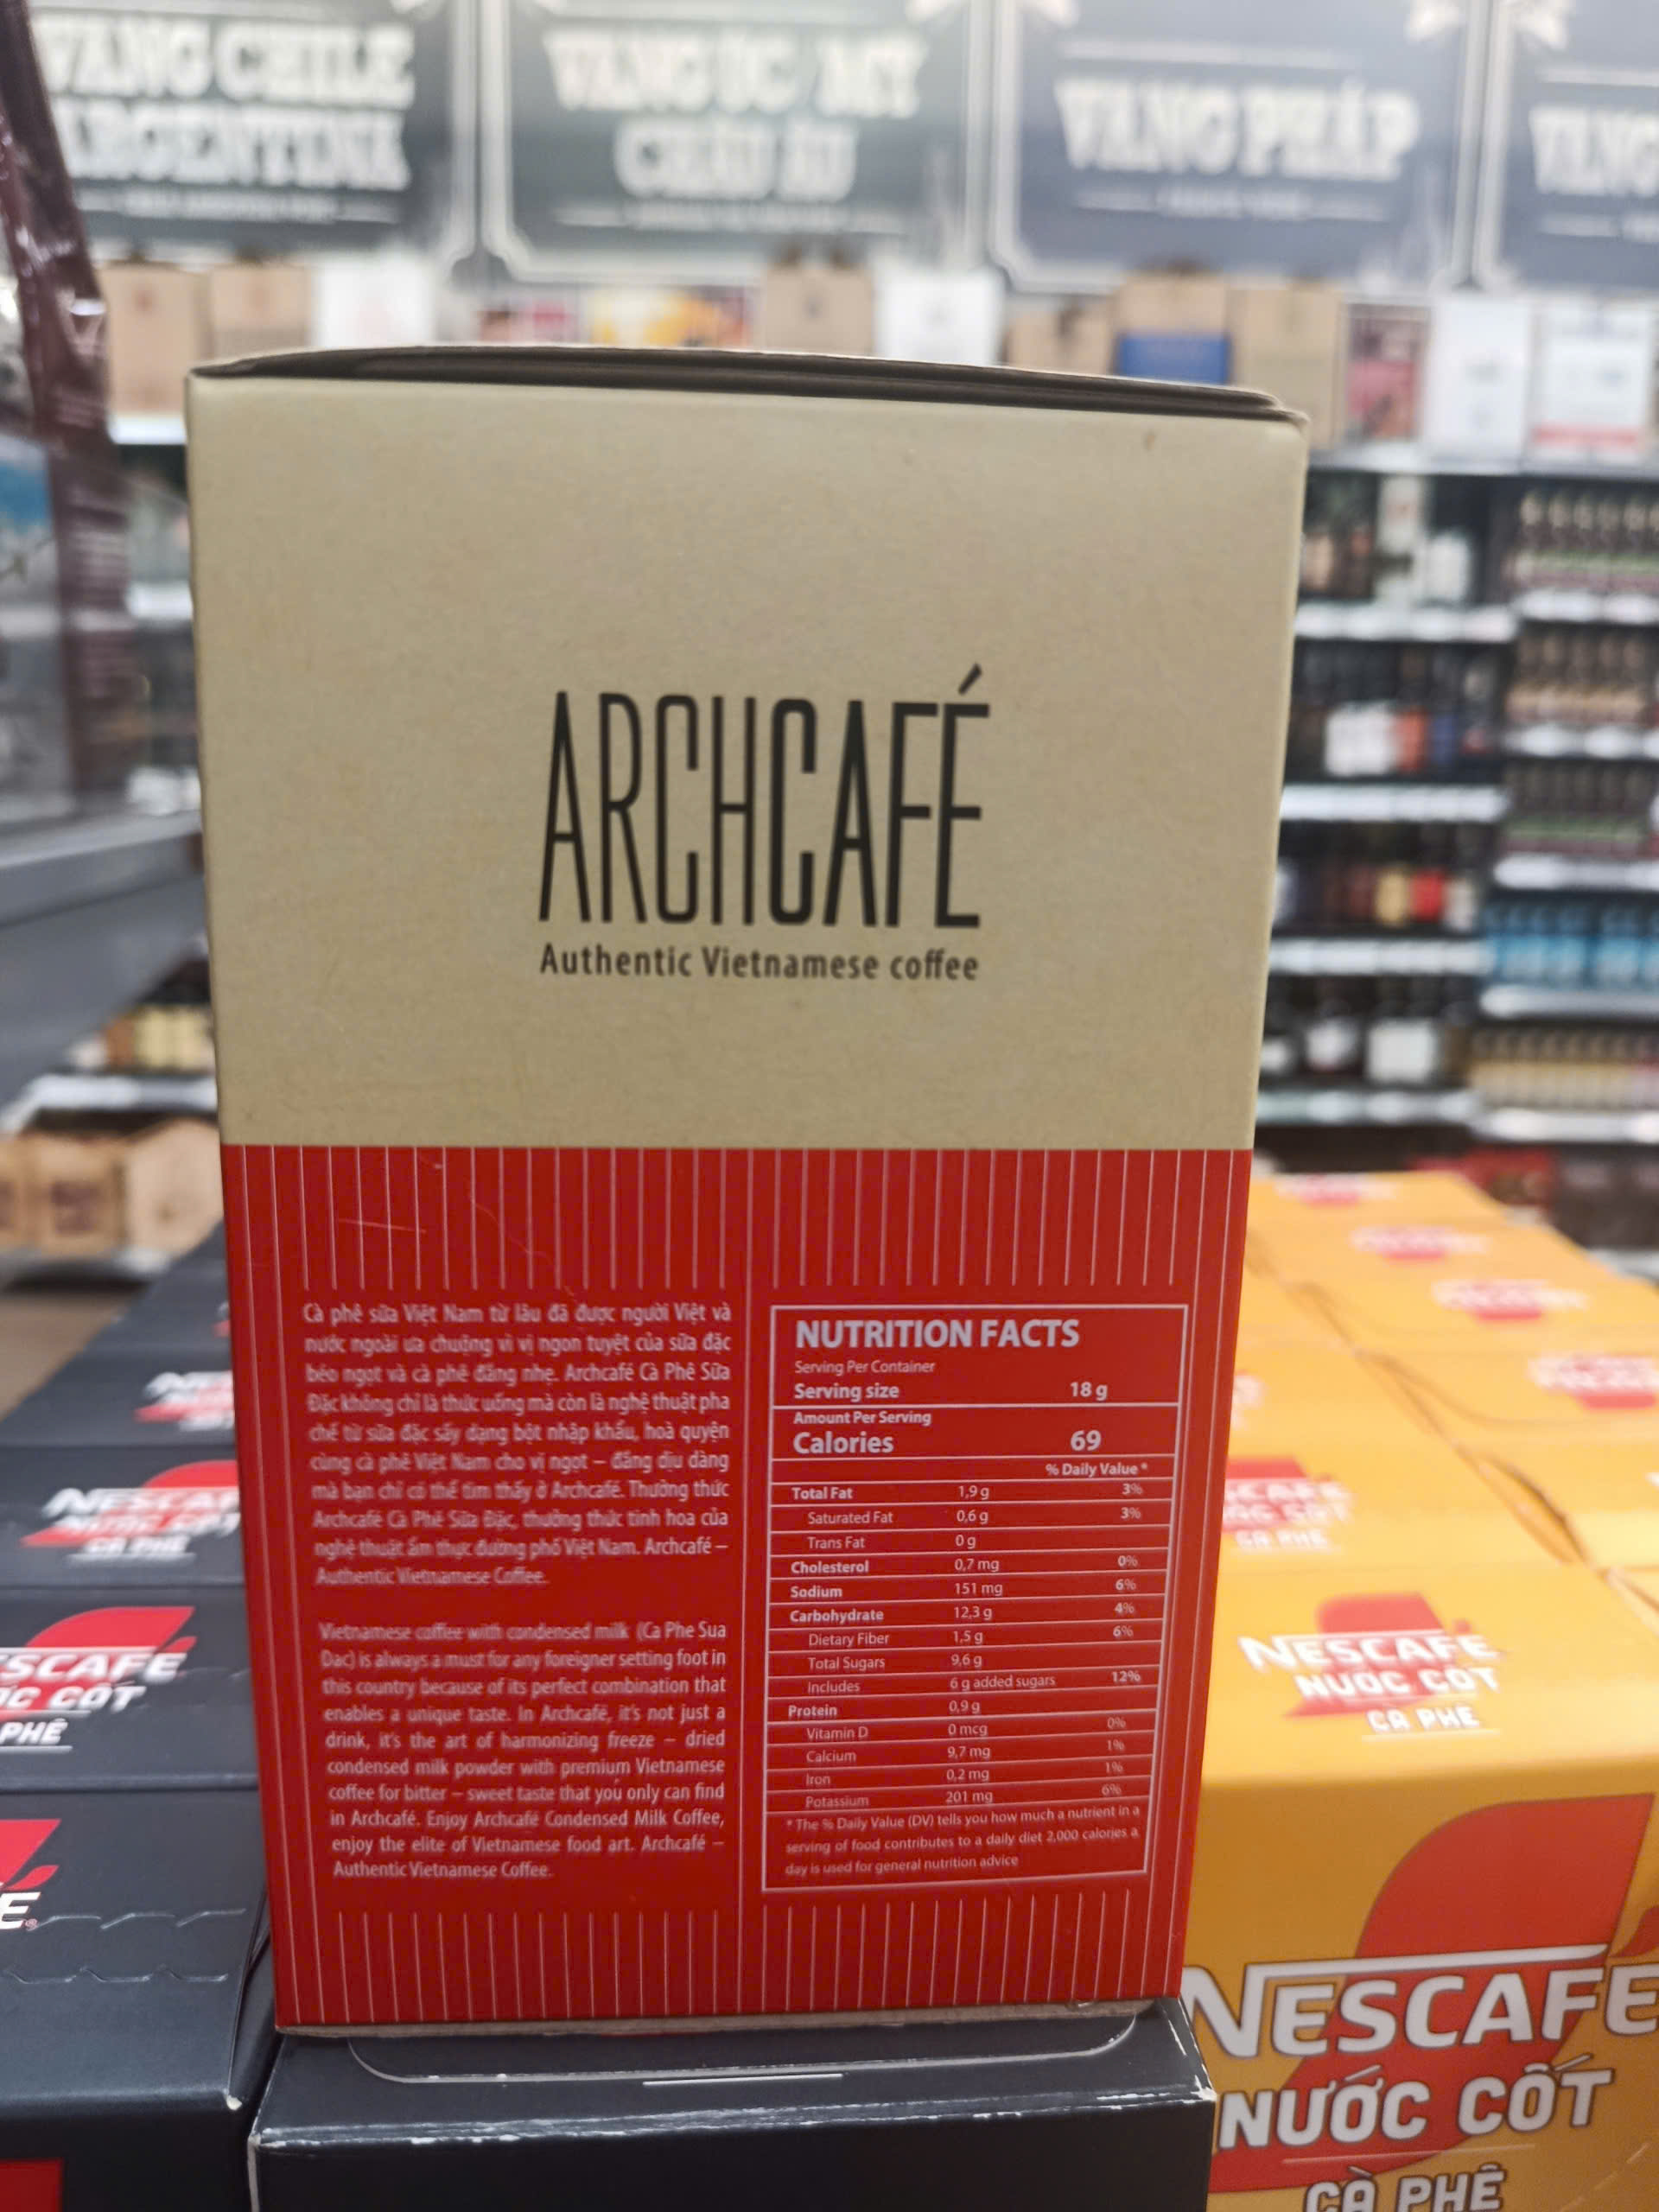 VANG CHILE
ARGENTINA
VANG ÚC / MỸ
CHÂU ÂU
VANG PHÁP
VANG
ARCHCAFÉ
Authentic Vietnamese coffee
Cà phê sữa Việt Nam từ lâu đã được người Việt và
nước ngoài ưa chuộng vì vị ngon tuyệt của sữa đặc
béo ngọt và cà phê đắng nhẹ. Archcafé Cà Phê Sữa
Đặc không chỉ là thức uống mà còn là nghệ thuật pha
chế từ sữa đặc sấy dạng bột nhập khẩu, hoà quyện
cùng cà phê Việt Nam cho vị ngọt – đắng dịu dàng
mà bạn chỉ có thể tìm thấy ở Archcafé. Thưởng thức
Archcafé Cà Phê Sữa Đặc, thưởng thức tinh hoa của
nghệ thuật ẩm thực đường phố Việt Nam. Archcafé –
Authentic Vietnamese Coffee.
Vietnamese coffee with condensed milk (Ca Phe Sua
Dac) is always a must for any foreigner setting foot in
this country because of its perfect combination that
enables a unique taste. In Archcafé, it's not just a
drink, it's the art of harmonizing freeze – dried
condensed milk powder with premium Vietnamese
coffee for bitter – sweet taste that you only can find
in Archcafé. Enjoy Archcafé Condensed Milk Coffee,
enjoy the elite of Vietnamese food art. Archcafé –
Authentic Vietnamese Coffee.
NUTRITION FACTS
Serving Per Container
Serving size 18 g
Amount Per Serving
Calories 69
% Daily Value *
Total Fat 1,9 g 3%
Saturated Fat 0,6 g 3%
Trans Fat 0 g
Cholesterol 0,7 mg 0%
Sodium 151 mg 6%
Carbohydrate 12,3 g 4%
Dietary Fiber 1,5 g 6%
Total Sugars 9,6 g
Includes 6 g added sugars 12%
Protein 0,9 g
Vitamin D 0 mcg 0%
Calcium 9,7 mg 1%
Iron 0,2 mg 1%
Potassium 201 mg 6%
* The % Daily Value (DV) tells you how much a nutrient in a
serving of food contributes to a daily diet 2,000 calories a
day is used for general nutrition advice
NESCAFÉ
NƯỚC CỐT
CÀ PHÊ
NESCAFÉ
NƯỚC CỐT
CÀ PHÊ